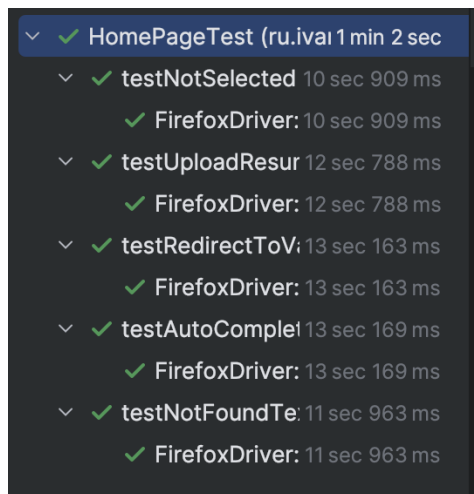 HomePageTest (ru.ivai 1 min 2 sec
testNotSelected 10 sec 909 ms
FirefoxDriver: 10 sec 909 ms
testUploadResur 12 sec 788 ms
FirefoxDriver: 12 sec 788 ms
testRedirectToVa 13 sec 163 ms
FirefoxDriver: 13 sec 163 ms
testAutoComplet 13 sec 169 ms
FirefoxDriver: 13 sec 169 ms
testNotFoundTe: 11 sec 963 ms
FirefoxDriver: 11 sec 963 ms